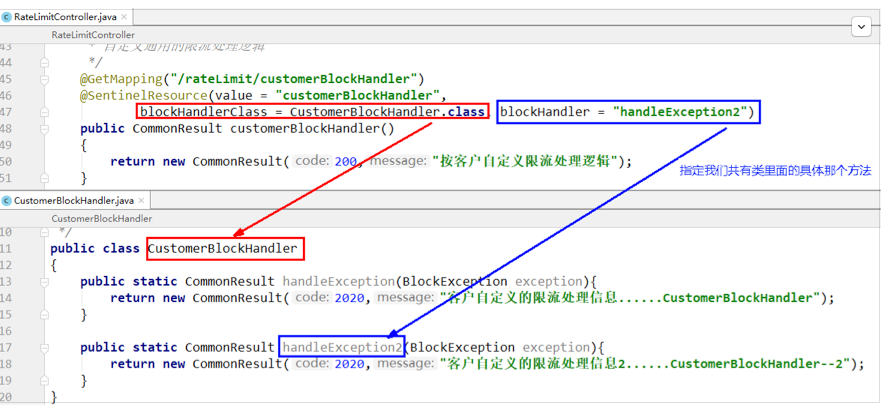 RateLimitController.java
RateLimitController
43 * 自定义通用的限流处理逻辑
44 */
45 @GetMapping("/rateLimit/customerBlockHandler")
46 @SentinelResource(value = "customerBlockHandler",
47 blockHandlerClass = CustomerBlockHandler.class, blockHandler = "handleException2")
48 public CommonResult customerBlockHandler()
49 {
50 return new CommonResult( code: 200, message: "按客户自定义限流处理逻辑");
51 }
指定我们共有类里面的具体那个方法
CustomerBlockHandler.java
CustomerBlockHandler
10 */
11 public class CustomerBlockHandler
12 {
13 public static CommonResult handleException(BlockException exception){
14 return new CommonResult( code: 2020, message: "客户自定义的限流处理信息......CustomerBlockHandler");
15 }
16
17 public static CommonResult handleException2(BlockException exception){
18 return new CommonResult( code: 2020, message: "客户自定义的限流处理信息2......CustomerBlockHandler--2");
19 }
20 }